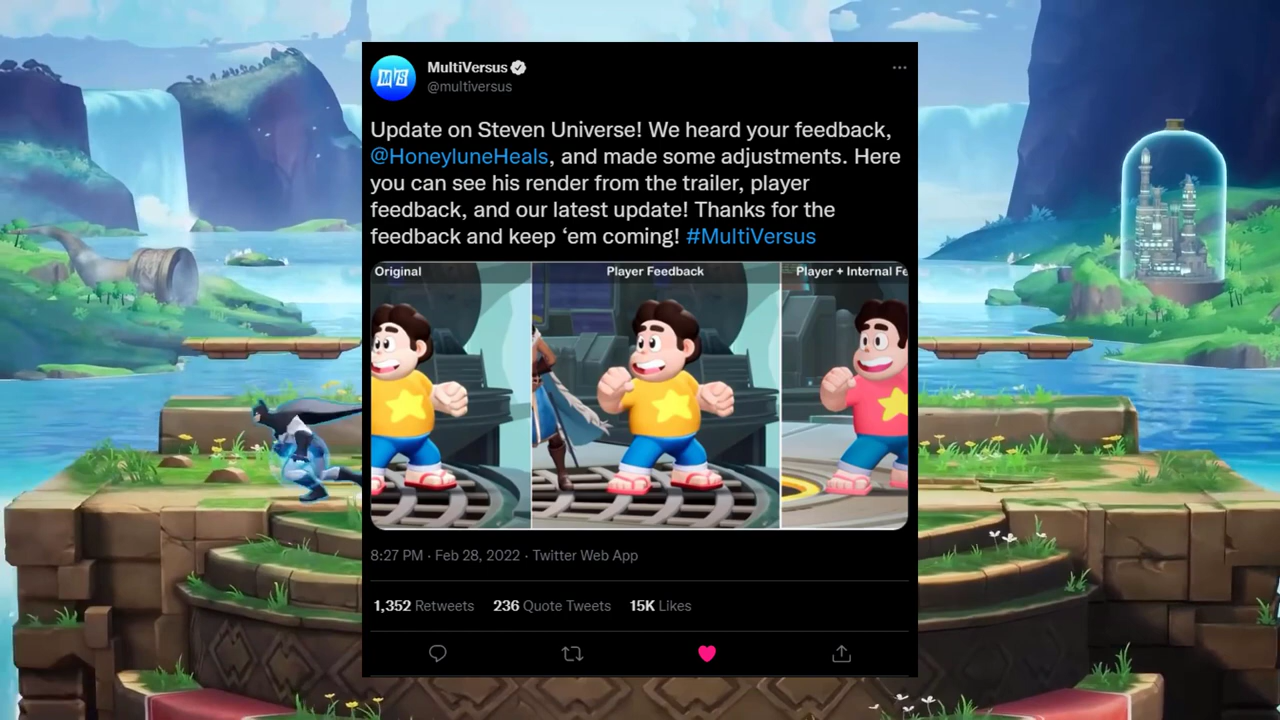 MVS
MultiVersus
@multiversus
Update on Steven Universe! We heard your feedback,
@HoneyluneHeals, and made some adjustments. Here
you can see his render from the trailer, player
feedback, and our latest update! Thanks for the
feedback and keep ‘em coming! #MultiVersus
Original
Player Feedback
Player + Internal Fe
8:27 PM · Feb 28, 2022 · Twitter Web App
1,352 Retweets 236 Quote Tweets 15K Likes